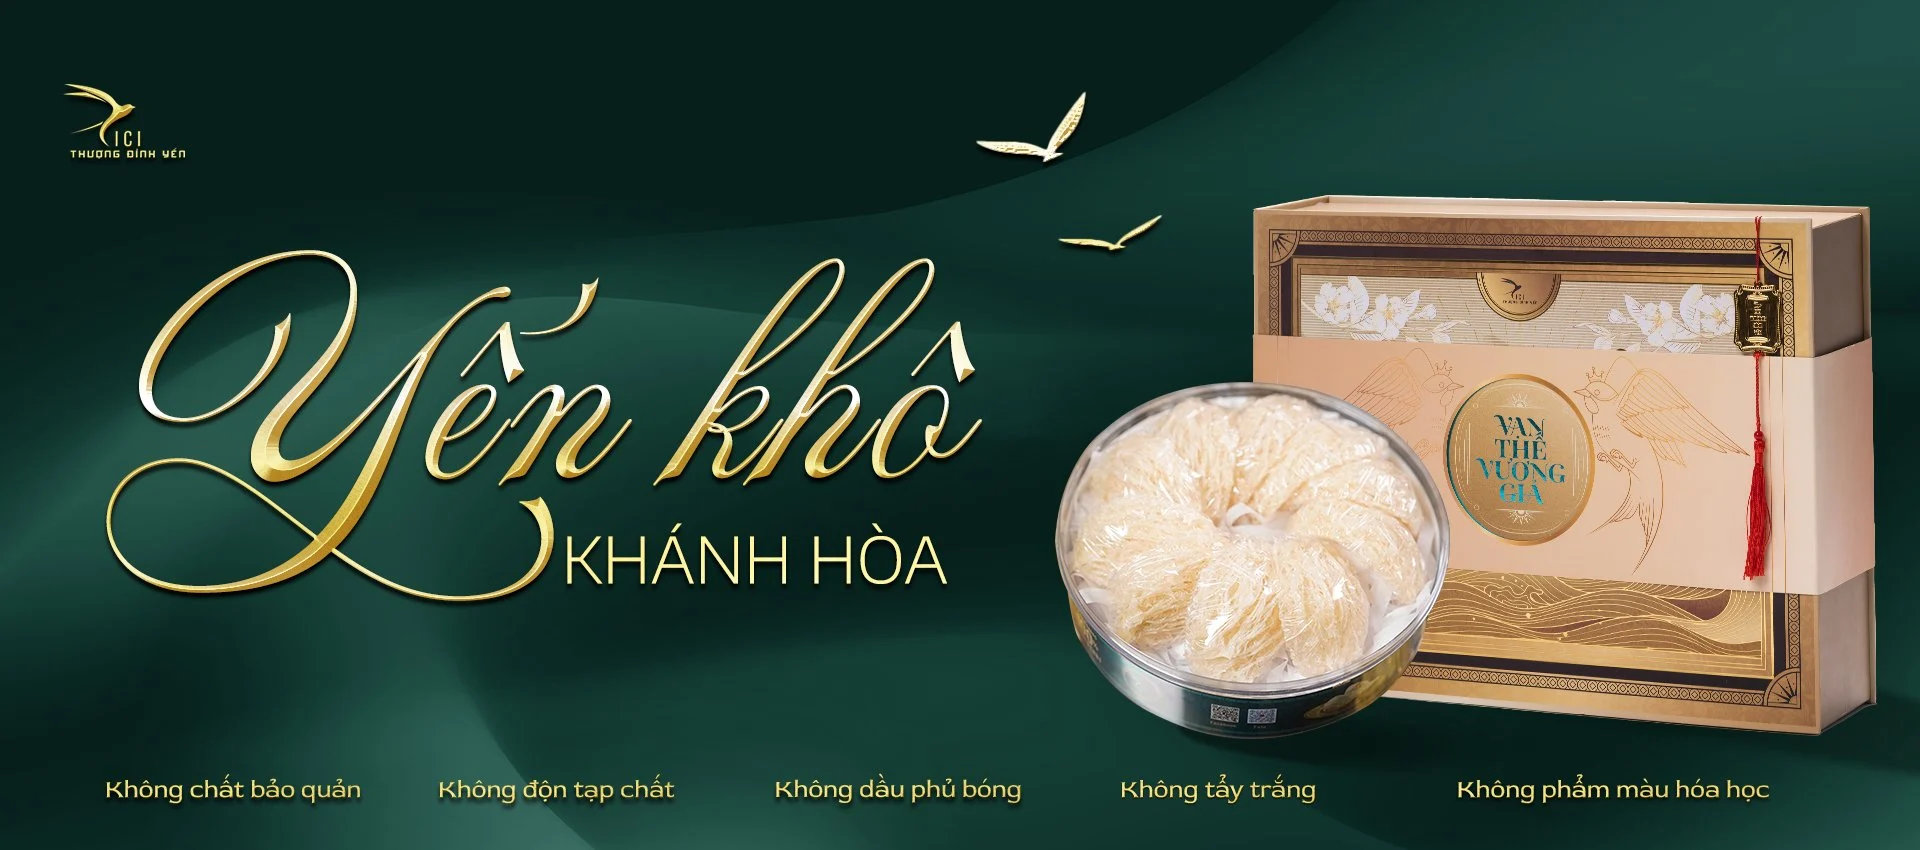 ICI
THƯỢNG ĐỈNH YẾN
Yến khô
KHÁNH HÒA
VẠN
THẾ
VƯƠNG
GIẢ
Không chất bảo quản
Không độn tạp chất
Không dầu phủ bóng
Không tẩy trắng
Không phẩm màu hóa học